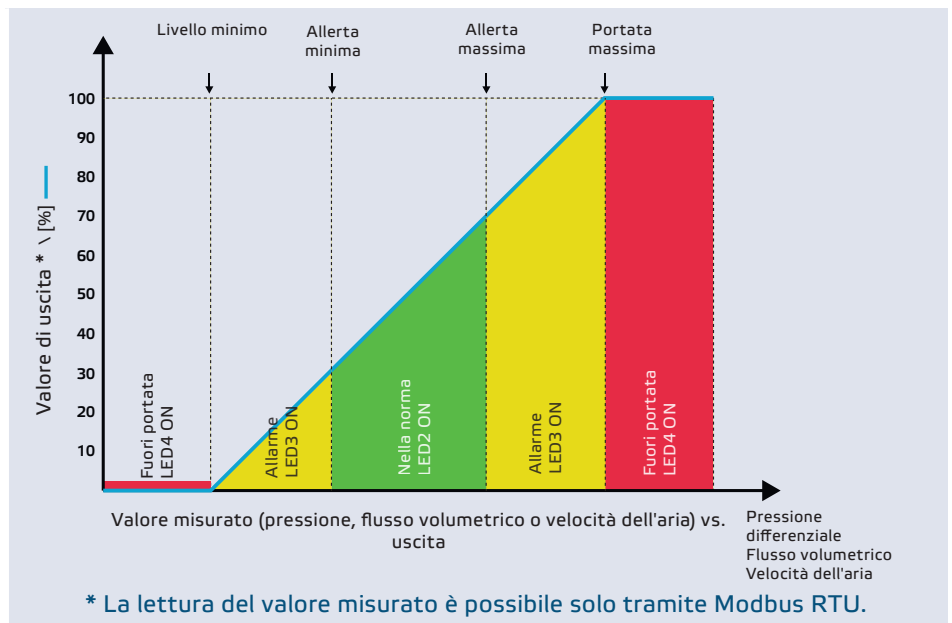 Livello minimo
Allerta
minima
Allerta
massima
Portata
massima
Valore di uscita * \ [%]
100
90
80
70
60
50
40
30
20
10
Fuori portata
LED4 ON
Allarme
LED3 ON
Nella norma
LED2 ON
Allarme
LED3 ON
Fuori portata
LED4 ON
Valore misurato (pressione, flusso volumetrico o velocità dell'aria) vs.
uscita
Pressione
differenziale
Flusso volumetrico
Velocità dell'aria
* La lettura del valore misurato è possibile solo tramite Modbus RTU.